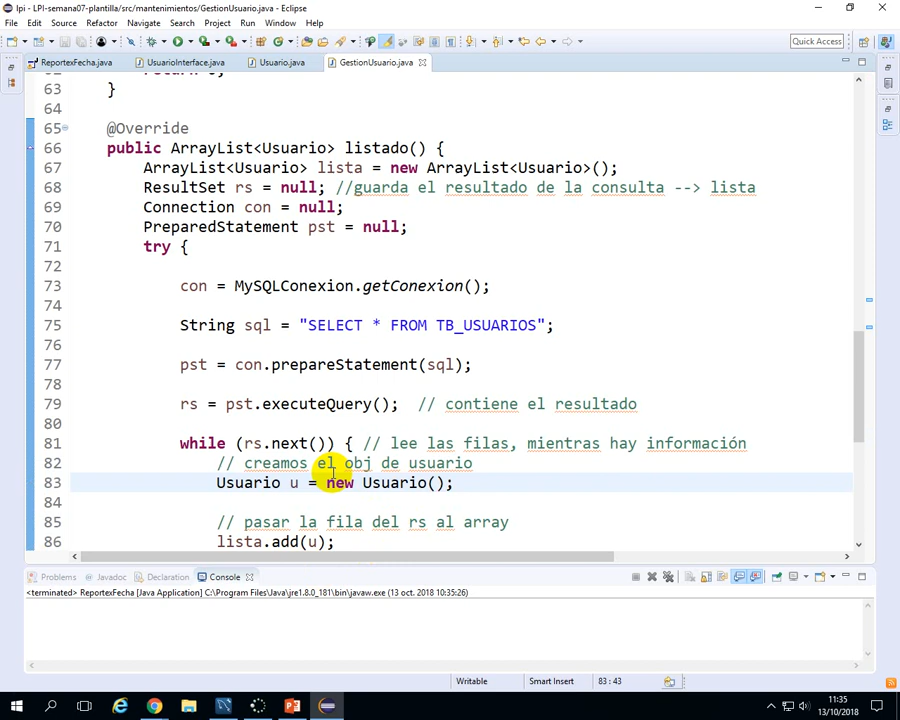 lpi - LPI-semana07-plantilla/src/mantenimientos/GestionUsuario.java - Eclipse
File Edit Source Refactor Navigate Search Project Run Window Help
Quick Access
ReportexFecha.java UsuarioInterface.java Usuario.java GestionUsuario.java
63 }
64
65 @Override
66 public ArrayList<Usuario> listado() {
67 ArrayList<Usuario> lista = new ArrayList<Usuario>();
68 ResultSet rs = null; //guarda el resultado de la consulta --> lista
69 Connection con = null;
70 PreparedStatement pst = null;
71 try {
72
73 con = MySQLConexion.getConexion();
74
75 String sql = "SELECT * FROM TB_USUARIOS";
76
77 pst = con.prepareStatement(sql);
78
79 rs = pst.executeQuery(); // contiene el resultado
80
81 while (rs.next()) { // lee las filas, mientras hay información
82 // creamos el obj de usuario
83 Usuario u = new Usuario();
84
85 // pasar la fila del rs al array
86 lista.add(u);
Problems Javadoc Declaration Console
<terminated> ReportexFecha [Java Application] C:\Program Files\Java\jre1.8.0_181\bin\javaw.exe (13 oct. 2018 10:35:26)
Writable Smart Insert 83 : 43
11:35
13/10/2018